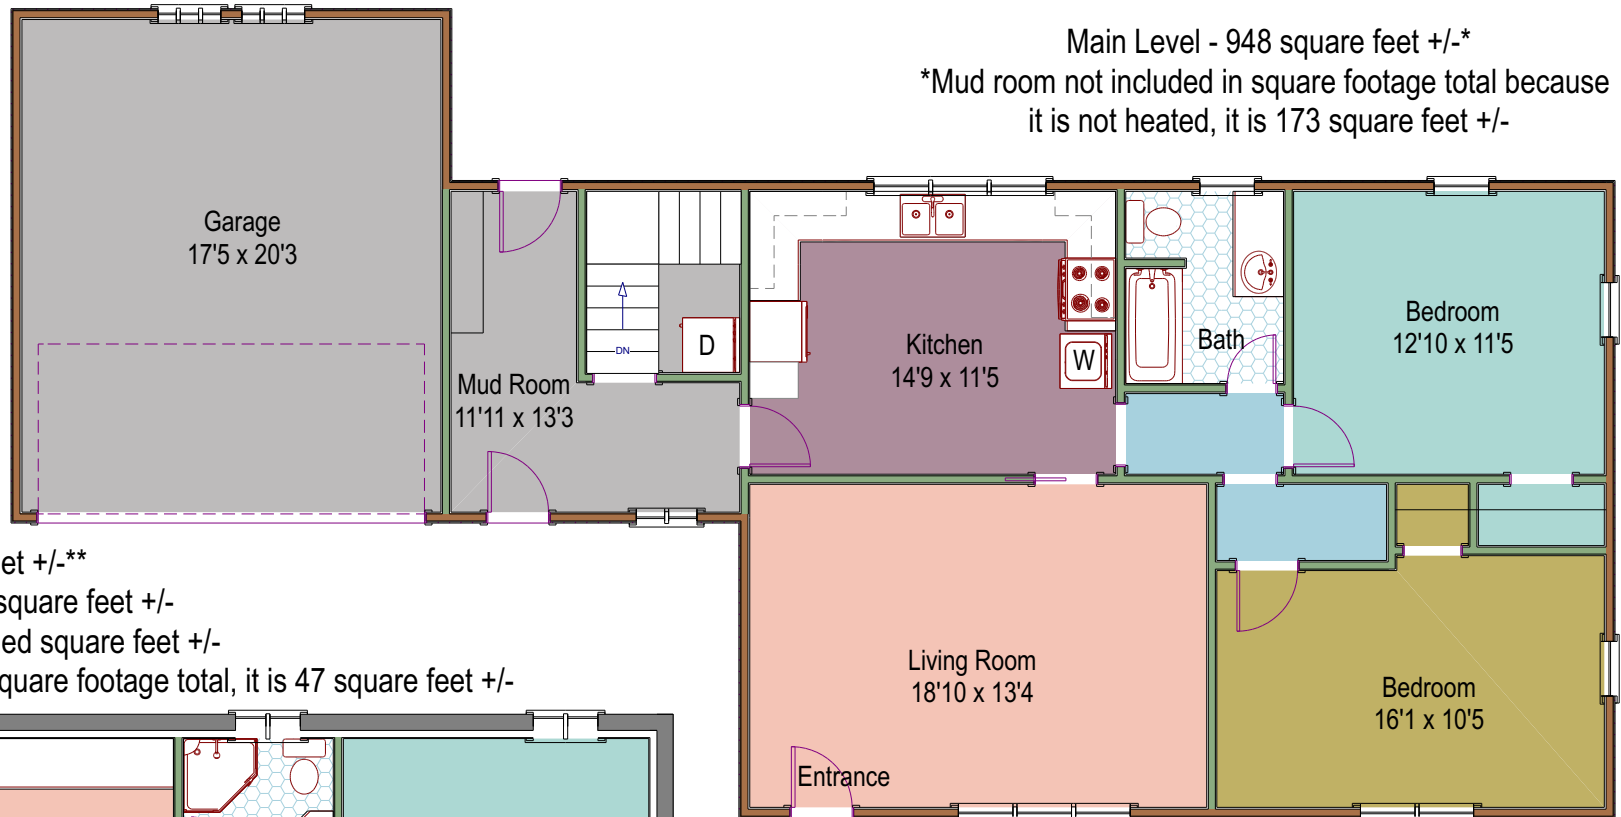 Main Level - 948 square feet +/-*
*Mud room not included in square footage total because
it is not heated, it is 173 square feet +/-
Garage
17'5 x 20'3
Mud Room
11'11 x 13'3
DN
D
Kitchen
14'9 x 11'5
W
Bath
Bedroom
12'10 x 11'5
Living Room
18'10 x 13'4
Entrance
Bedroom
16'1 x 10'5
et +/-**
square feet +/-
ed square feet +/-
quare footage total, it is 47 square feet +/-